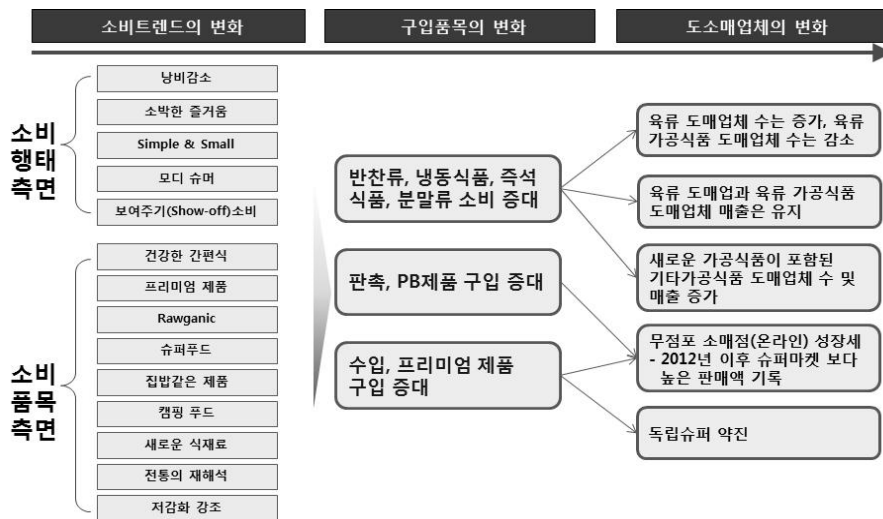 소비트렌드의 변화
구입품목의 변화
도소매업체의 변화
소비
행태
측면
낭비감소
소박한 즐거움
Simple & Small
모디 슈머
보여주기(Show-off)소비
소비
품목
측면
건강한 간편식
프리미엄 제품
Rawganic
슈퍼푸드
집밥같은 제품
캠핑 푸드
새로운 식재료
전통의 재해석
저감화 강조
반찬류, 냉동식품, 즉석
식품, 분말류 소비 증대
판촉, PB제품 구입 증대
수입, 프리미엄 제품
구입 증대
육류 도매업체 수는 증가, 육류
가공식품 도매업체 수는 감소
육류 도매업과 육류 가공식품
도매업체 매출은 유지
새로운 가공식품이 포함된
기타가공식품 도매업체 수 및
매출 증가
무점포 소매점(온라인) 성장세
- 2012년 이후 슈퍼마켓 보다
높은 판매액 기록
독립슈퍼 약진